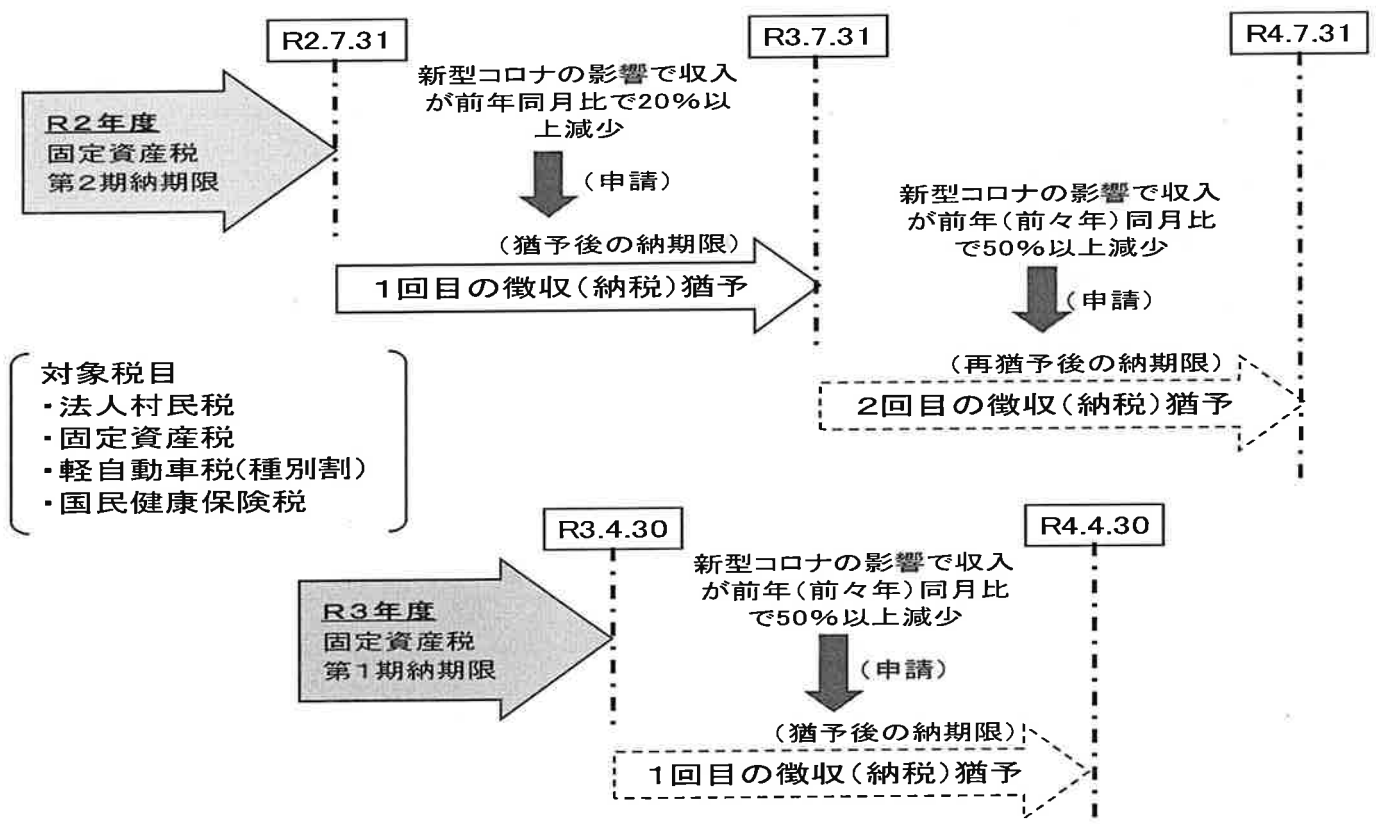 R2.7.31
R3.7.31
R4.7.31
R2年度
固定資産税
第2期納期限
新型コロナの影響で収入
が前年同月比で20%以
上減少
(申請)
(猶予後の納期限)
1回目の徴収(納税)猶予
新型コロナの影響で収入
が前年(前々年)同月比
で50%以上減少
(申請)
(再猶予後の納期限)
2回目の徴収(納税)猶予
対象税目
・法人村民税
・固定資産税
・軽自動車税(種別割)
・国民健康保険税
R3.4.30
R4.4.30
R3年度
固定資産税
第1期納期限
新型コロナの影響で収入
が前年(前々年)同月比
で50%以上減少
(申請)
(猶予後の納期限)
1回目の徴収(納税)猶予